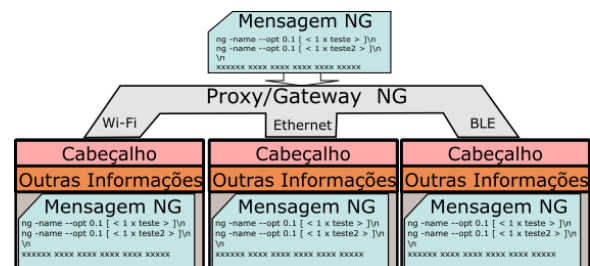 Mensagem NG
ng -name --opt 0.1 [ < 1 x teste > ]\n
ng -name --opt 0.1 [ < 1 x teste2 > ]\n
\n
xxxxxx xxxx xxxx xxxx xxxx xxxxx
Proxy/Gateway NG
Wi-Fi
Ethernet
BLE
Cabeçalho
Outras Informações
Mensagem NG
ng -name --opt 0.1 [ < 1 x teste > ]\n
ng -name --opt 0.1 [ < 1 x teste2 > ]\n
\n
xxxxxx xxxx xxxx xxxx xxxx xxxxx
Cabeçalho
Outras Informações
Mensagem NG
ng -name --opt 0.1 [ < 1 x teste > ]\n
ng -name --opt 0.1 [ < 1 x teste2 > ]\n
\n
xxxxxx xxxx xxxx xxxx xxxx xxxxx
Cabeçalho
Outras Informações
Mensagem NG
ng -name --opt 0.1 [ < 1 x teste > ]\n
ng -name --opt 0.1 [ < 1 x teste2 > ]\n
\n
xxxxxx xxxx xxxx xxxx xxxx xxxxx